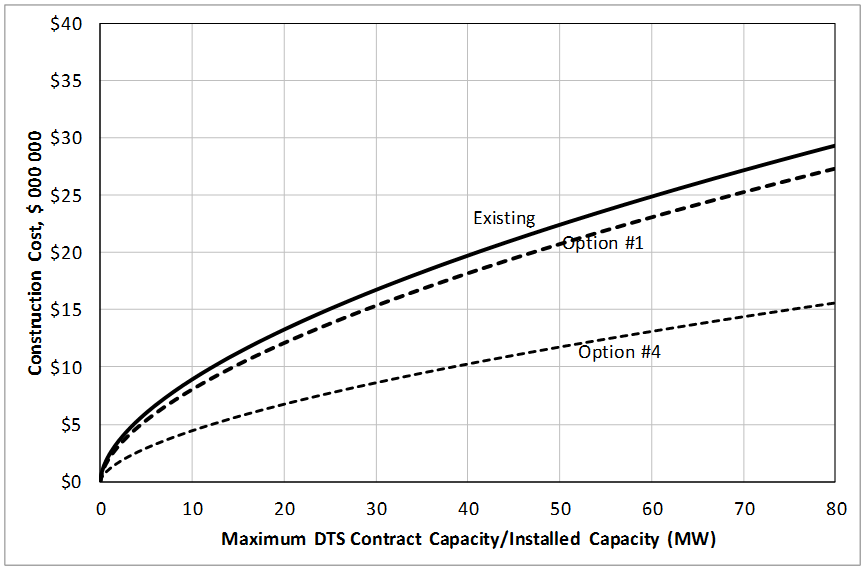 $40
$35
$30
$25
$20
$15
$10
$5
$0
Construction Cost, $ 000 000
Existing
Option #1
Option #4
0 10 20 30 40 50 60 70 80
Maximum DTS Contract Capacity/Installed Capacity (MW)